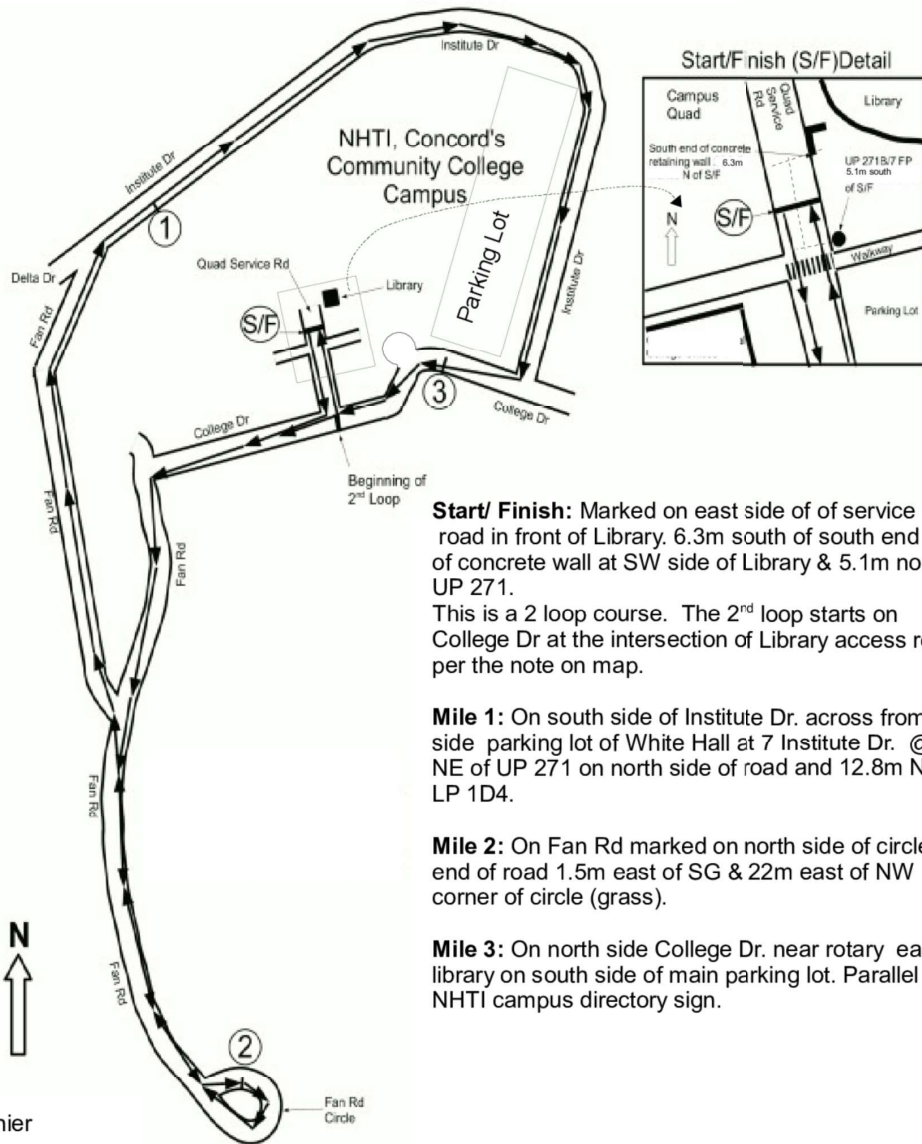 Institute Dr
Start/Finish (S/F)Detail
NHTI, Concord's
Community College
Campus
Institute Dr
1
Parking Lot
Institute Dr
Delta Dr
Quad Service Rd
Library
S/F
Fan Rd
3
College Dr
College Dr
Beginning of
2nd Loop
Fan Rd
Fan Rd
Fan Rd
Fan Rd
2
Fan Rd
Circle
N
Campus
Quad
Quad
Service
Rd
Library
South end of concrete
retaining wall . 6.3m
N of S/F
UP 271B/7 FP
5.1m south
of S/F
S/F
N
Walkway
Parking Lot
Start/ Finish: Marked on east side of of service
road in front of Library. 6.3m south of south end
of concrete wall at SW side of Library & 5.1m no
UP 271.
This is a 2 loop course. The 2nd loop starts on
College Dr at the intersection of Library access r
per the note on map.
Mile 1: On south side of Institute Dr. across from
side parking lot of White Hall at 7 Institute Dr. @
NE of UP 271 on north side of road and 12.8m N
LP 1D4.
Mile 2: On Fan Rd marked on north side of circle
end of road 1.5m east of SG & 22m east of NW
corner of circle (grass).
Mile 3: On north side College Dr. near rotary ea
library on south side of main parking lot. Parallel
NHTI campus directory sign.
nier